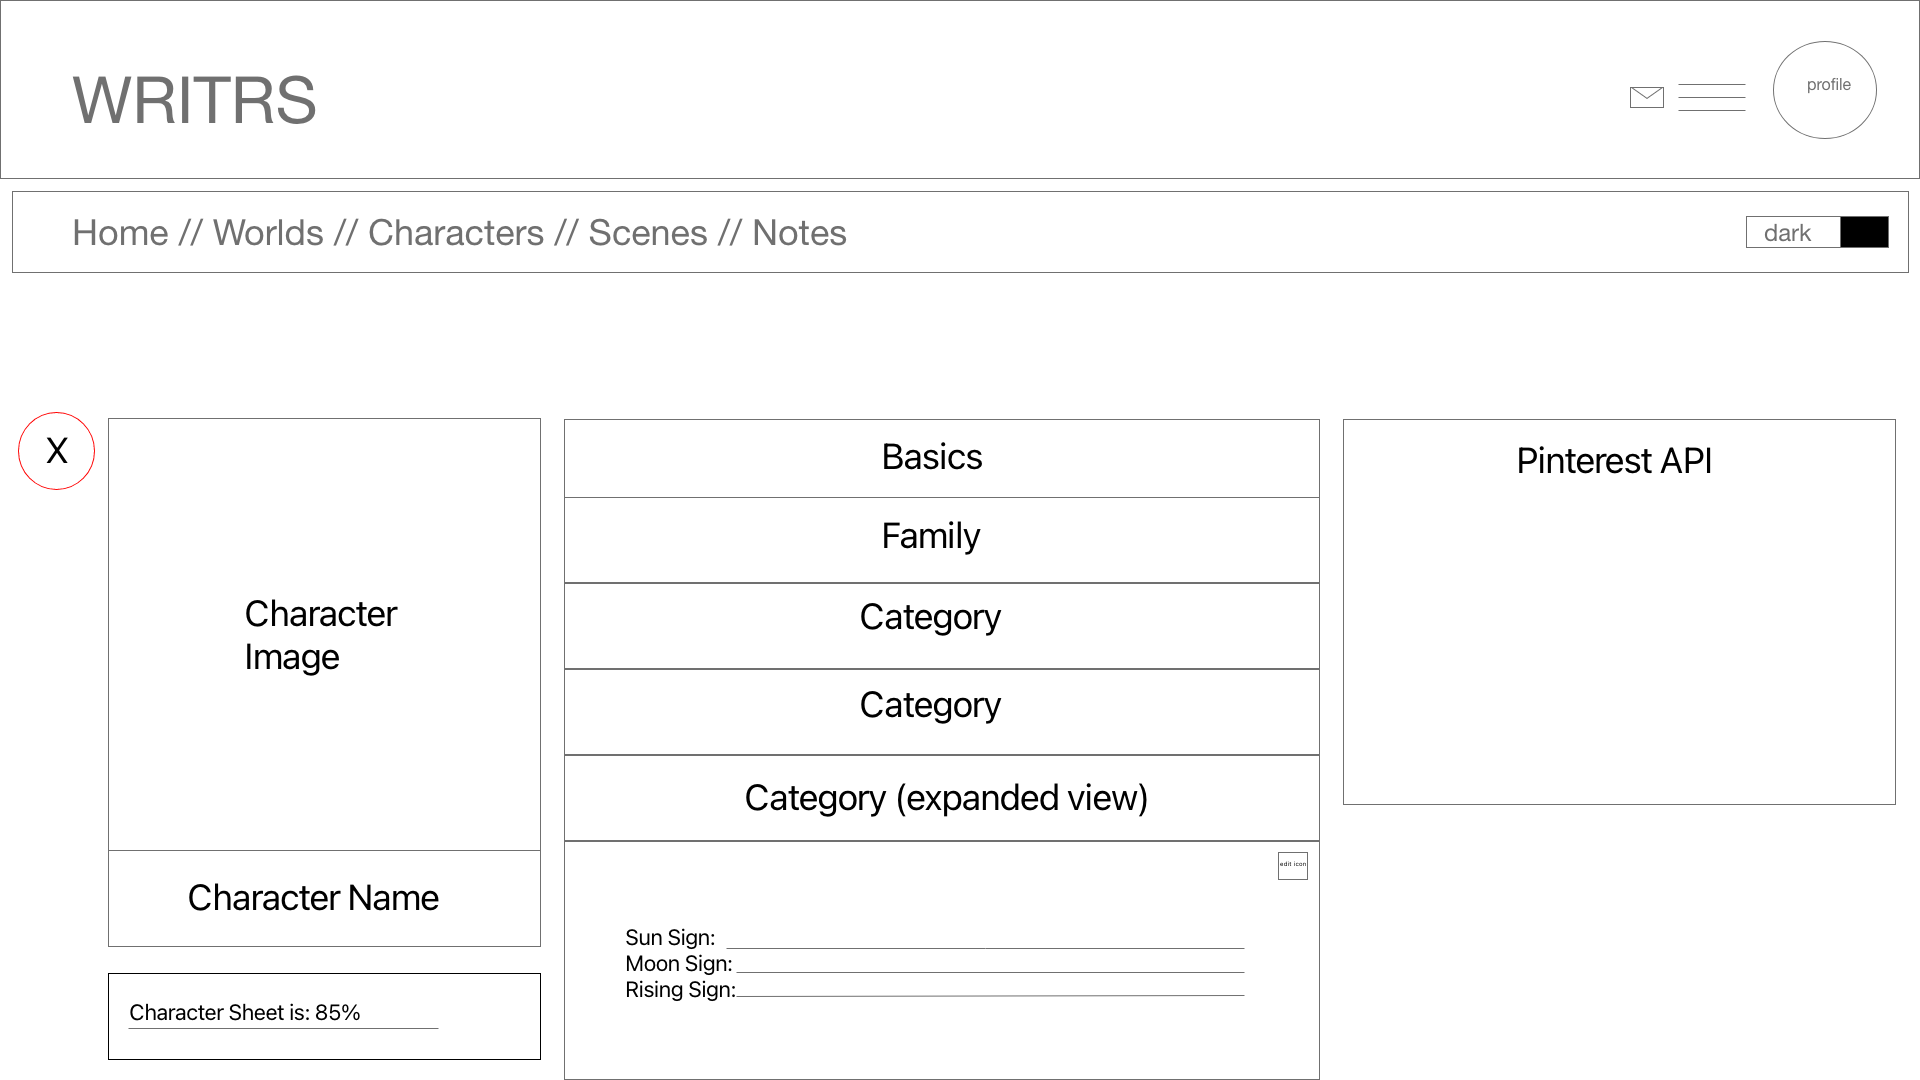 WRITRS
profile
Home // Worlds // Characters // Scenes // Notes
dark
X
Character
Image
Character Name
Character Sheet is: 85%
Basics
Family
Category
Category
Category (expanded view)
edit icon
Sun Sign:
Moon Sign:
Rising Sign:
Pinterest API